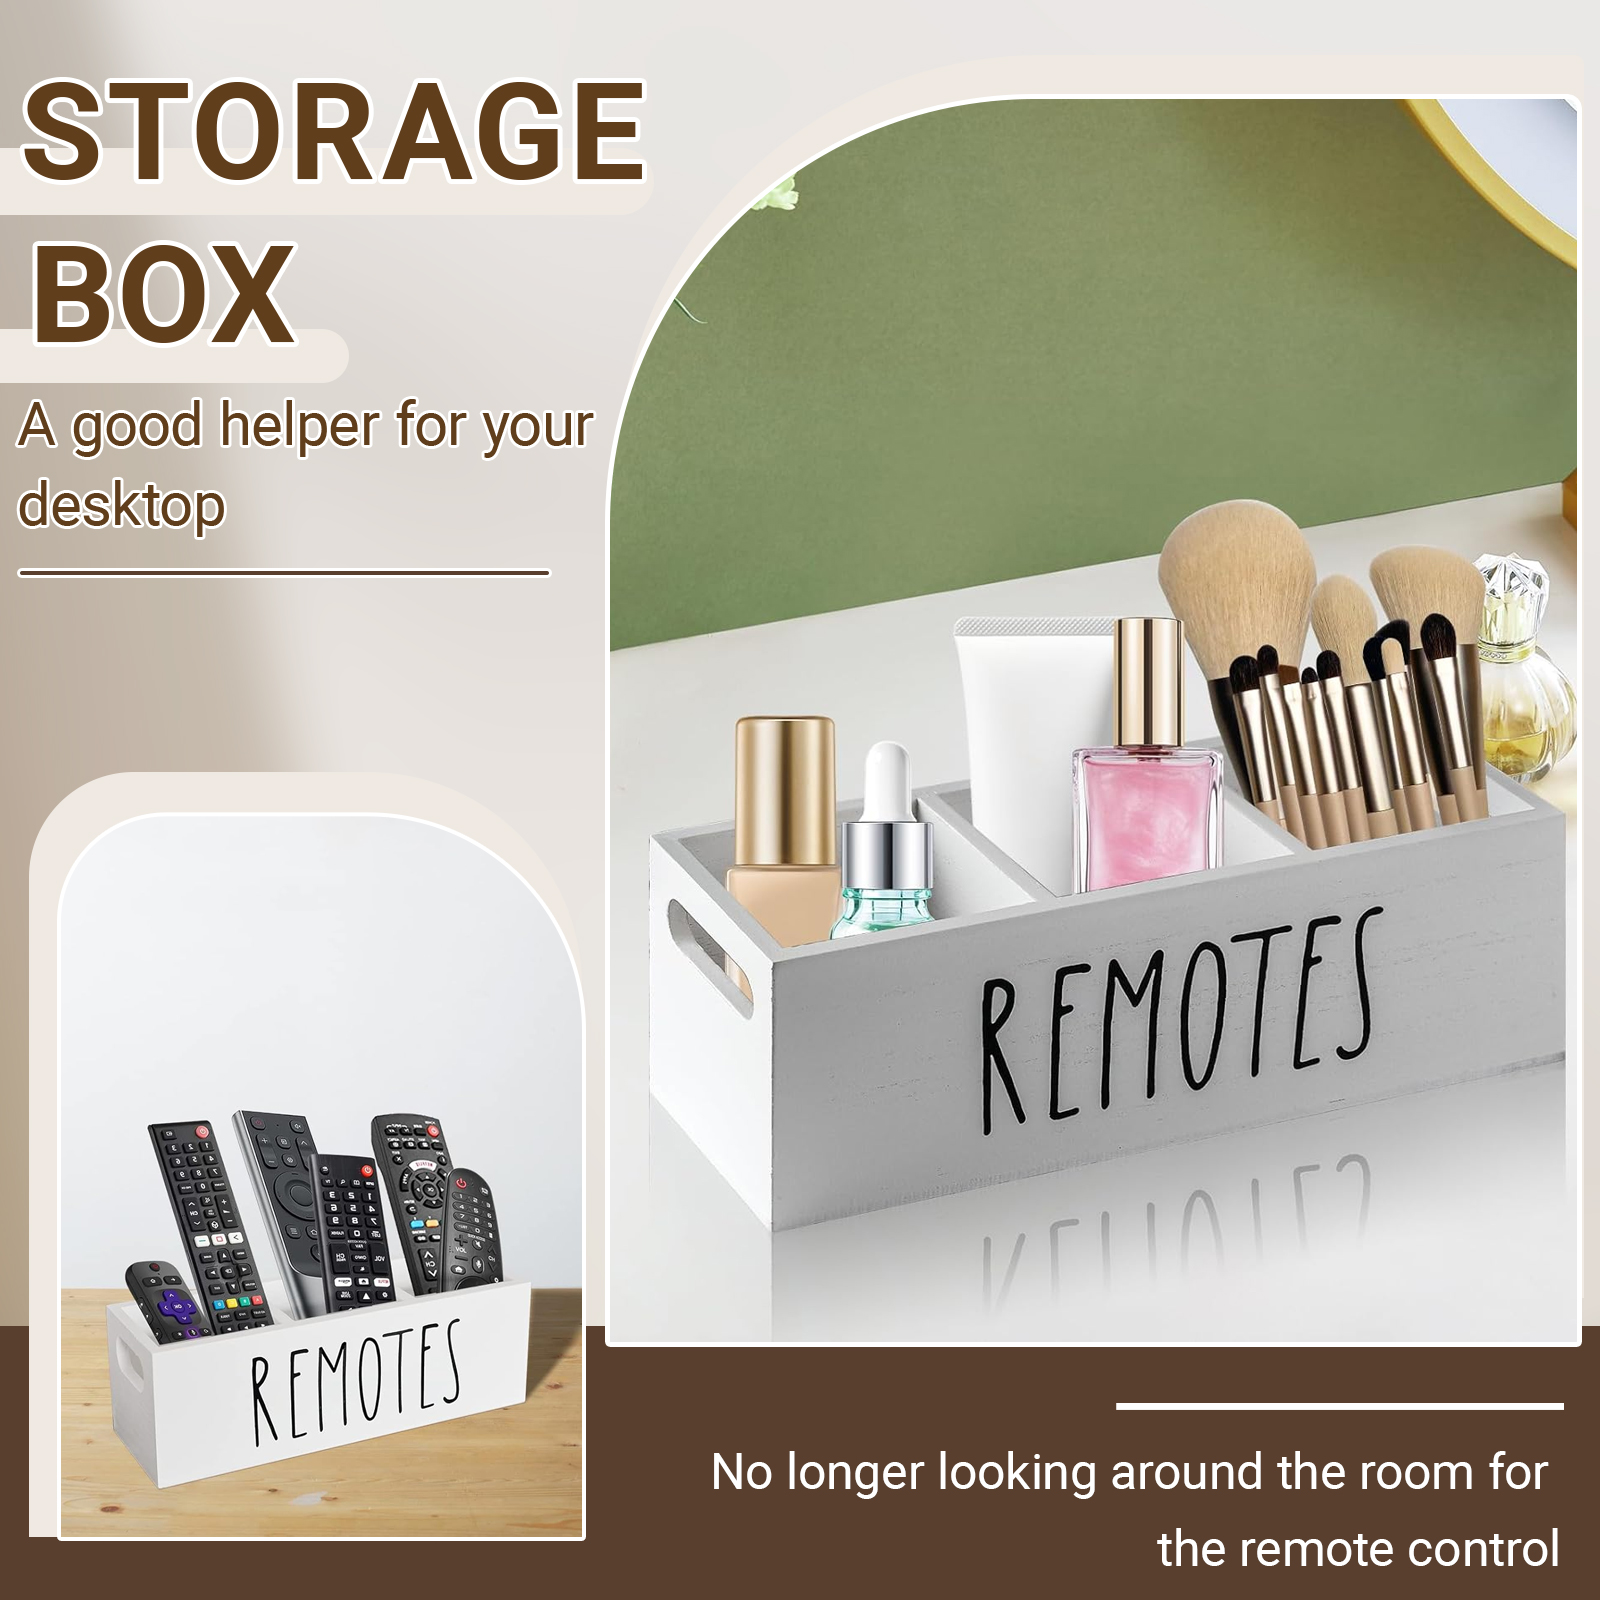 STORAGE
BOX
A good helper for your
desktop
REMOTES
REMOTES
No longer looking around the room for
the remote control